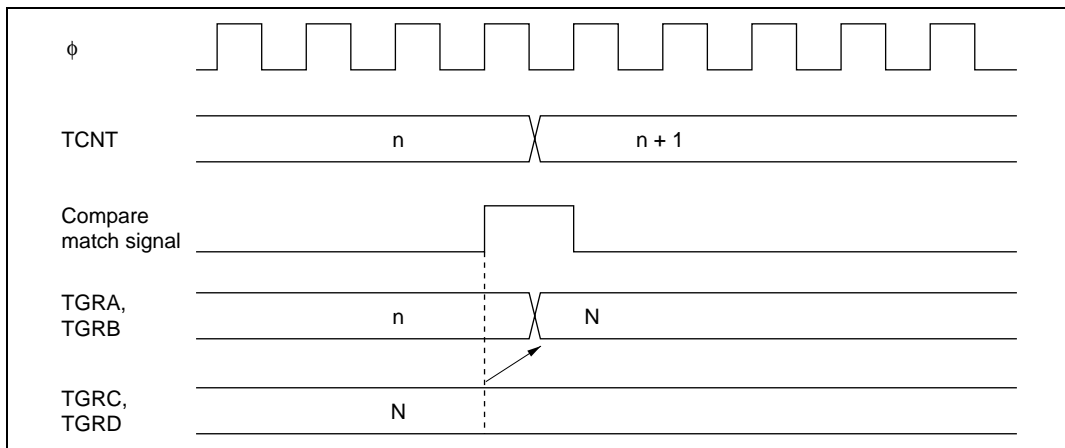 ϕ
TCNT
n
n + 1
Compare
match signal
TGRA,
TGRB
n
N
TGRC,
TGRD
N